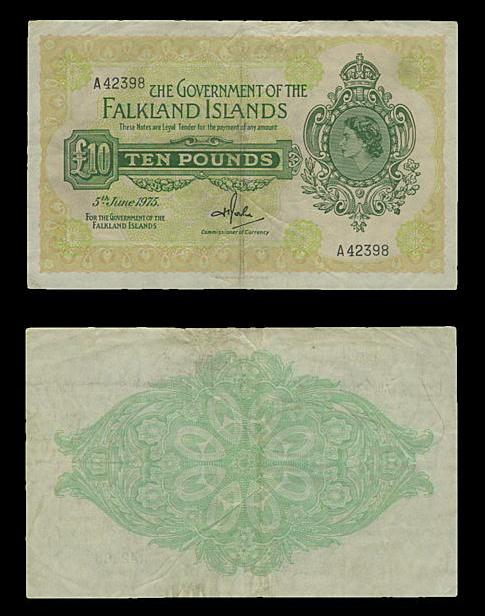 A42398
THE GOVERNMENT OF THE
FALKLAND ISLANDS
These Notes are Legal Tender for the payment of any amount
£10
TEN POUNDS
5th June 1975.
FOR THE GOVERNMENT OF THE
FALKLAND ISLANDS
Commissioner of Currency
A42398